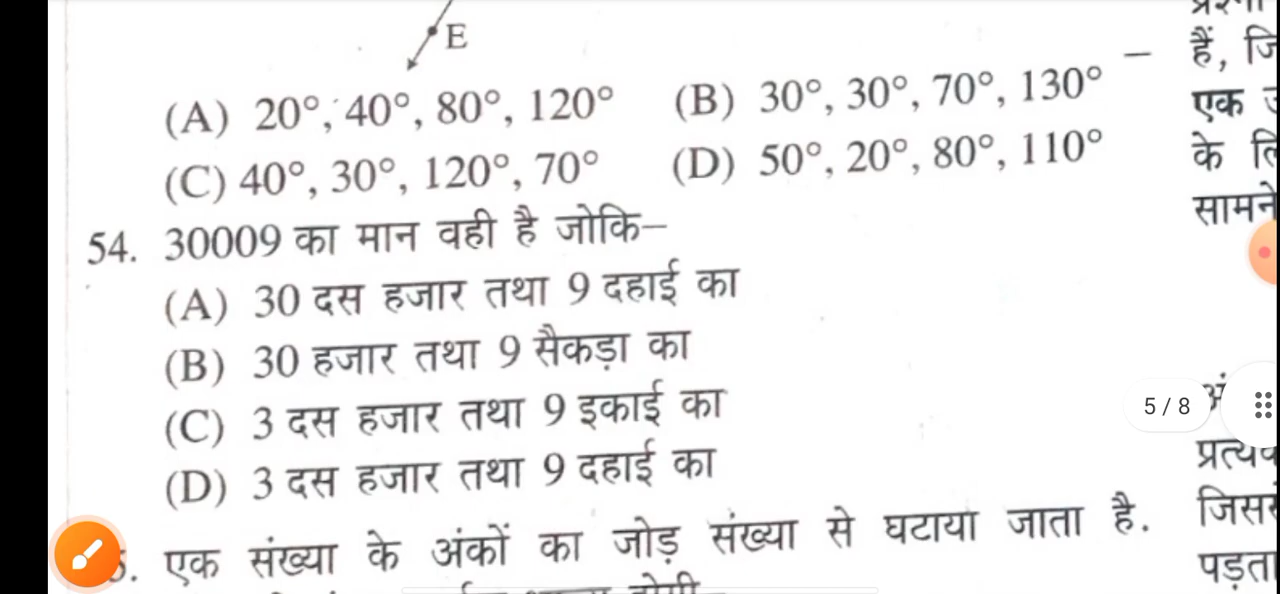 E
(A) 20°, 40°, 80°, 120° (B) 30°, 30°, 70°, 130°
(C) 40°, 30°, 120°, 70° (D) 50°, 20°, 80°, 110°
54. 30009 का मान वही है जोकि–
(A) 30 दस हजार तथा 9 दहाई का
(B) 30 हजार तथा 9 सैकड़ा का
(C) 3 दस हजार तथा 9 इकाई का
(D) 3 दस हजार तथा 9 दहाई का
एक संख्या के अंकों का जोड़ संख्या से घटाया जाता है.
हैं,
एक
के
सामने
5 / 8